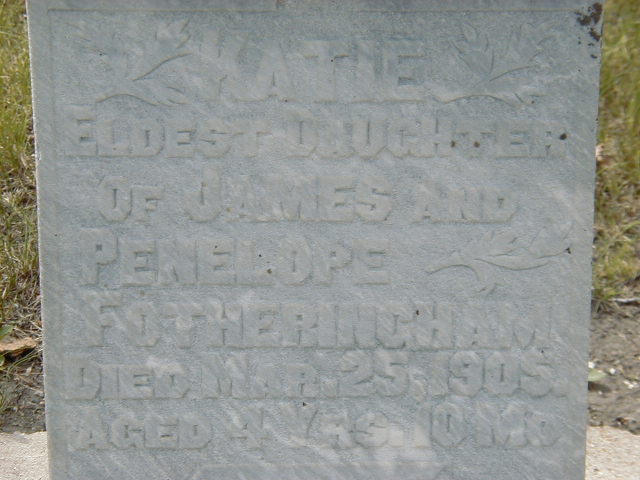 KATIE
ELDEST DAUGHTER
OF JAMES AND
PENELOPE
FOTHERINGHAM
DIED MAR. 25, 1905.
AGED 4 YRS. 10 MO